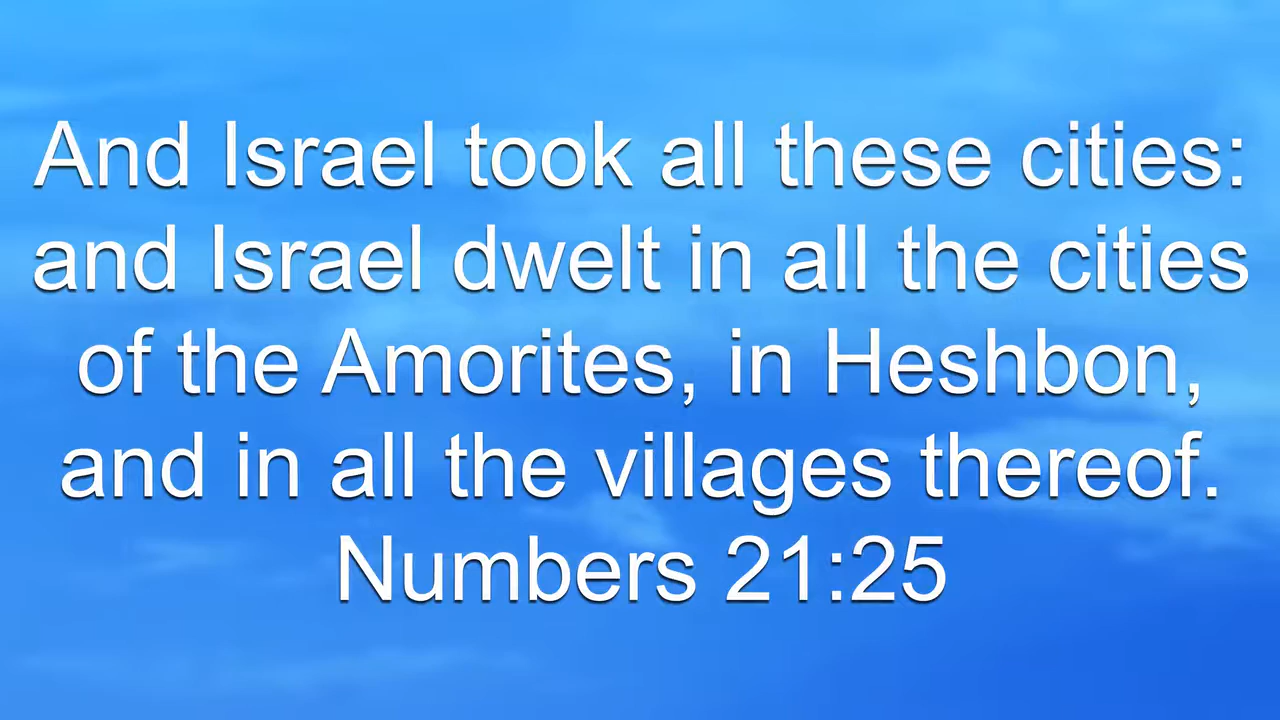 And Israel took all these cities:
and Israel dwelt in all the cities
of the Amorites, in Heshbon,
and in all the villages thereof.
Numbers 21:25